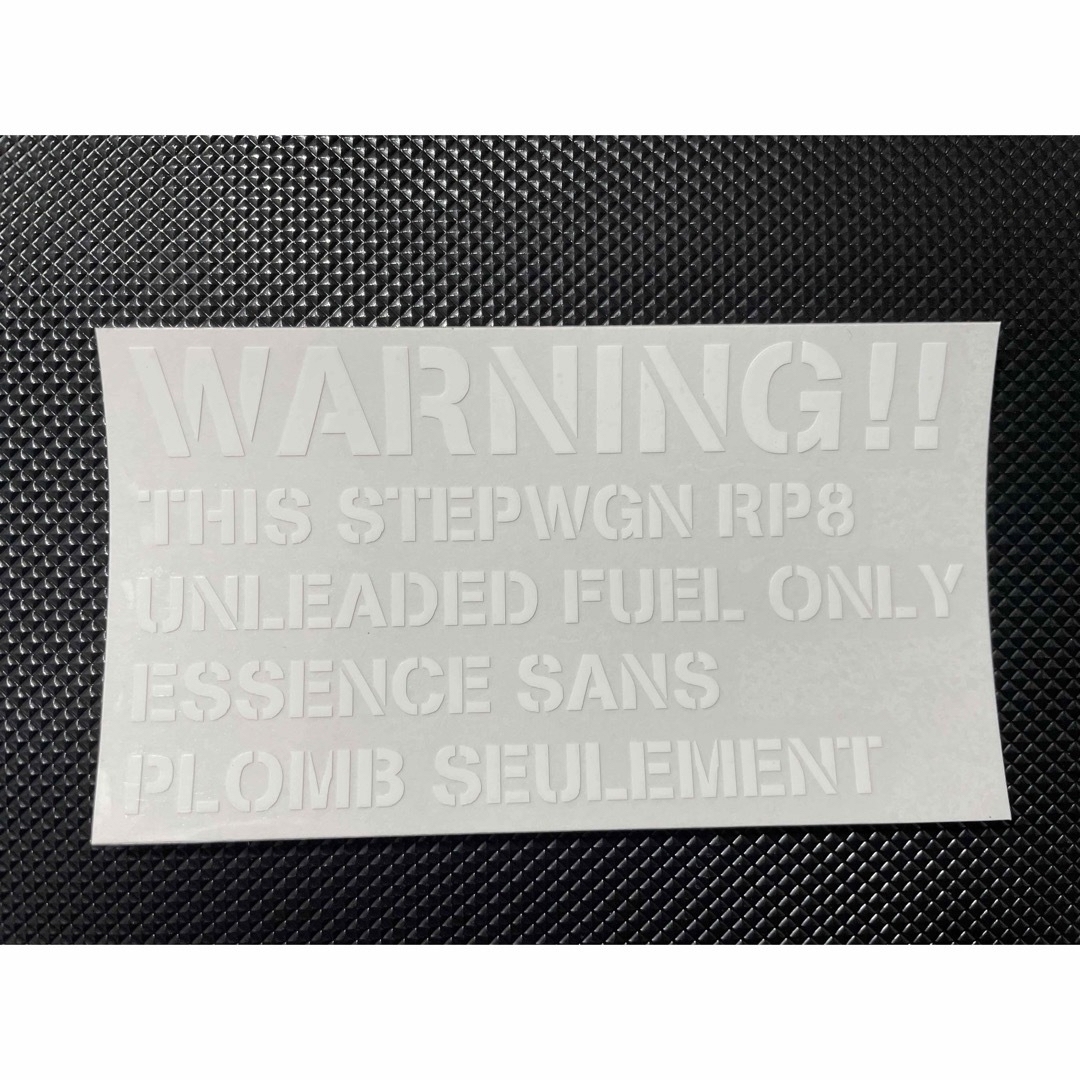 WARNING!!
THIS STEPWGN RP8
UNLEADED FUEL ONLY
ESSENCE SANS
PLOMB SEULEMENT